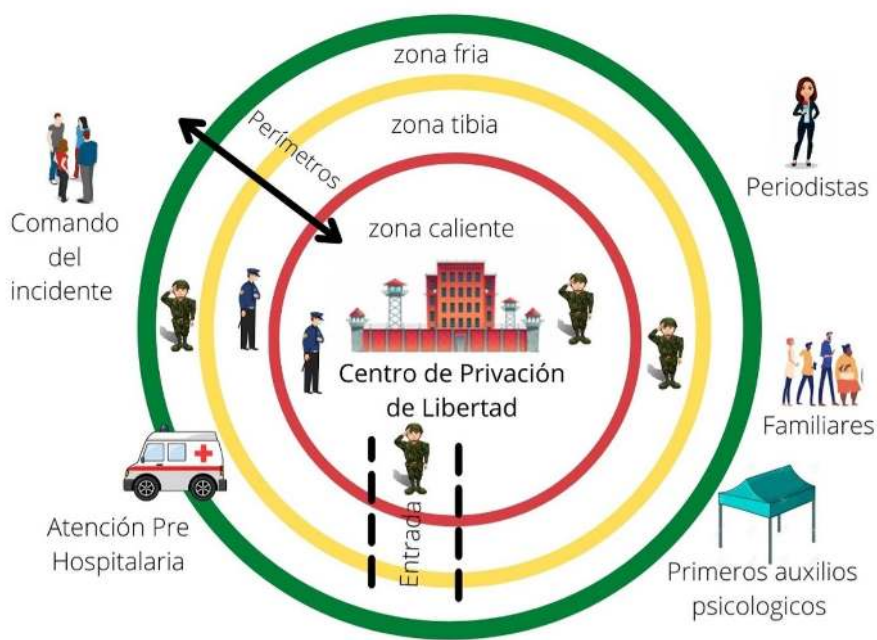 zona fria
zona tibia
Perímetros
zona caliente
Comando
del
incidente
Periodistas
Centro de Privación
de Libertad
Familiares
Entrada
Atención Pre
Hospitalaria
Primeros auxilios
psicologicos